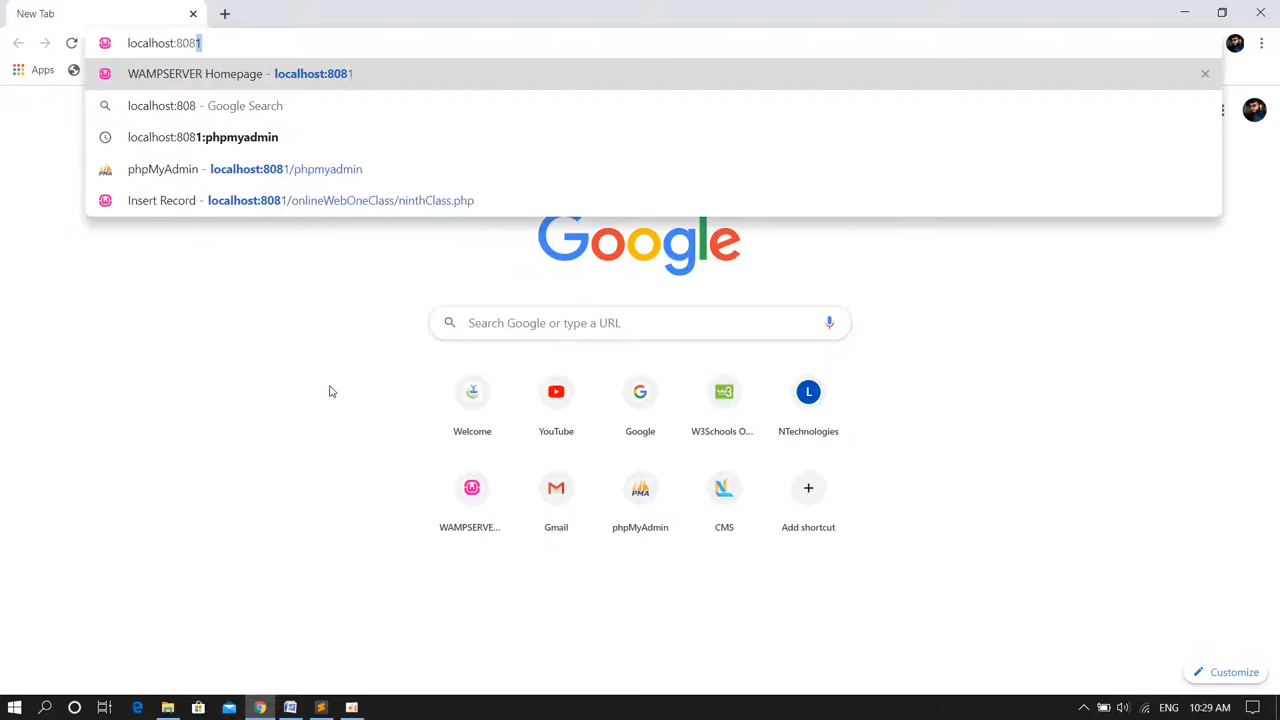 New Tab
localhost:8081
Apps
WAMPSERVER Homepage - localhost:8081
localhost:808 - Google Search
localhost:8081:phpmyadmin
phpMyAdmin - localhost:8081/phpmyadmin
Insert Record - localhost:8081/onlineWebOneClass/ninthClass.php
Google
Search Google or type a URL
L
Welcome
YouTube
Google
W3Schools O...
NTechnologies
PMA
WAMPSERVE...
Gmail
phpMyAdmin
CMS
Add shortcut
Customize
ENG
10:29 AM